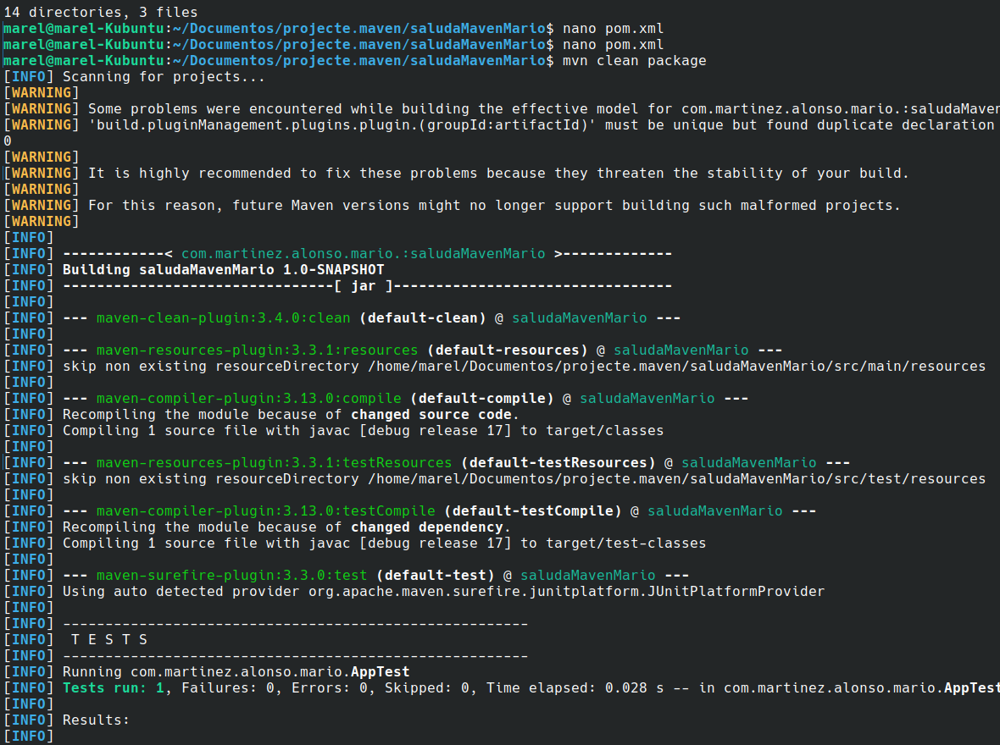 14 directories, 3 files
marel@marel-Kubuntu:~/Documentos/projecte.maven/saludaMavenMario$ nano pom.xml
marel@marel-Kubuntu:~/Documentos/projecte.maven/saludaMavenMario$ nano pom.xml
marel@marel-Kubuntu:~/Documentos/projecte.maven/saludaMavenMario$ mvn clean package
[INFO] Scanning for projects...
[WARNING]
[WARNING] Some problems were encountered while building the effective model for com.martinez.alonso.mario.:saludaMaven
[WARNING] 'build.pluginManagement.plugins.plugin.(groupId:artifactId)' must be unique but found duplicate declaration
0
[WARNING]
[WARNING] It is highly recommended to fix these problems because they threaten the stability of your build.
[WARNING]
[WARNING] For this reason, future Maven versions might no longer support building such malformed projects.
[WARNING]
[INFO]
[INFO] ------------< com.martinez.alonso.mario.:saludaMavenMario >-------------
[INFO] Building saludaMavenMario 1.0-SNAPSHOT
[INFO] --------------------------------[ jar ]---------------------------------
[INFO]
[INFO] --- maven-clean-plugin:3.4.0:clean (default-clean) @ saludaMavenMario ---
[INFO]
[INFO] --- maven-resources-plugin:3.3.1:resources (default-resources) @ saludaMavenMario ---
[INFO] skip non existing resourceDirectory /home/marel/Documentos/projecte.maven/saludaMavenMario/src/main/resources
[INFO]
[INFO] --- maven-compiler-plugin:3.13.0:compile (default-compile) @ saludaMavenMario ---
[INFO] Recompiling the module because of changed source code.
[INFO] Compiling 1 source file with javac [debug release 17] to target/classes
[INFO]
[INFO] --- maven-resources-plugin:3.3.1:testResources (default-testResources) @ saludaMavenMario ---
[INFO] skip non existing resourceDirectory /home/marel/Documentos/projecte.maven/saludaMavenMario/src/test/resources
[INFO]
[INFO] --- maven-compiler-plugin:3.13.0:testCompile (default-testCompile) @ saludaMavenMario ---
[INFO] Recompiling the module because of changed dependency.
[INFO] Compiling 1 source file with javac [debug release 17] to target/test-classes
[INFO]
[INFO] --- maven-surefire-plugin:3.3.0:test (default-test) @ saludaMavenMario ---
[INFO] Using auto detected provider org.apache.maven.surefire.junitplatform.JUnitPlatformProvider
[INFO]
[INFO] -------------------------------------------------------
[INFO]  T E S T S
[INFO] -------------------------------------------------------
[INFO] Running com.martinez.alonso.mario.AppTest
[INFO] Tests run: 1, Failures: 0, Errors: 0, Skipped: 0, Time elapsed: 0.028 s -- in com.martinez.alonso.mario.AppTest
[INFO]
[INFO] Results:
[INFO]